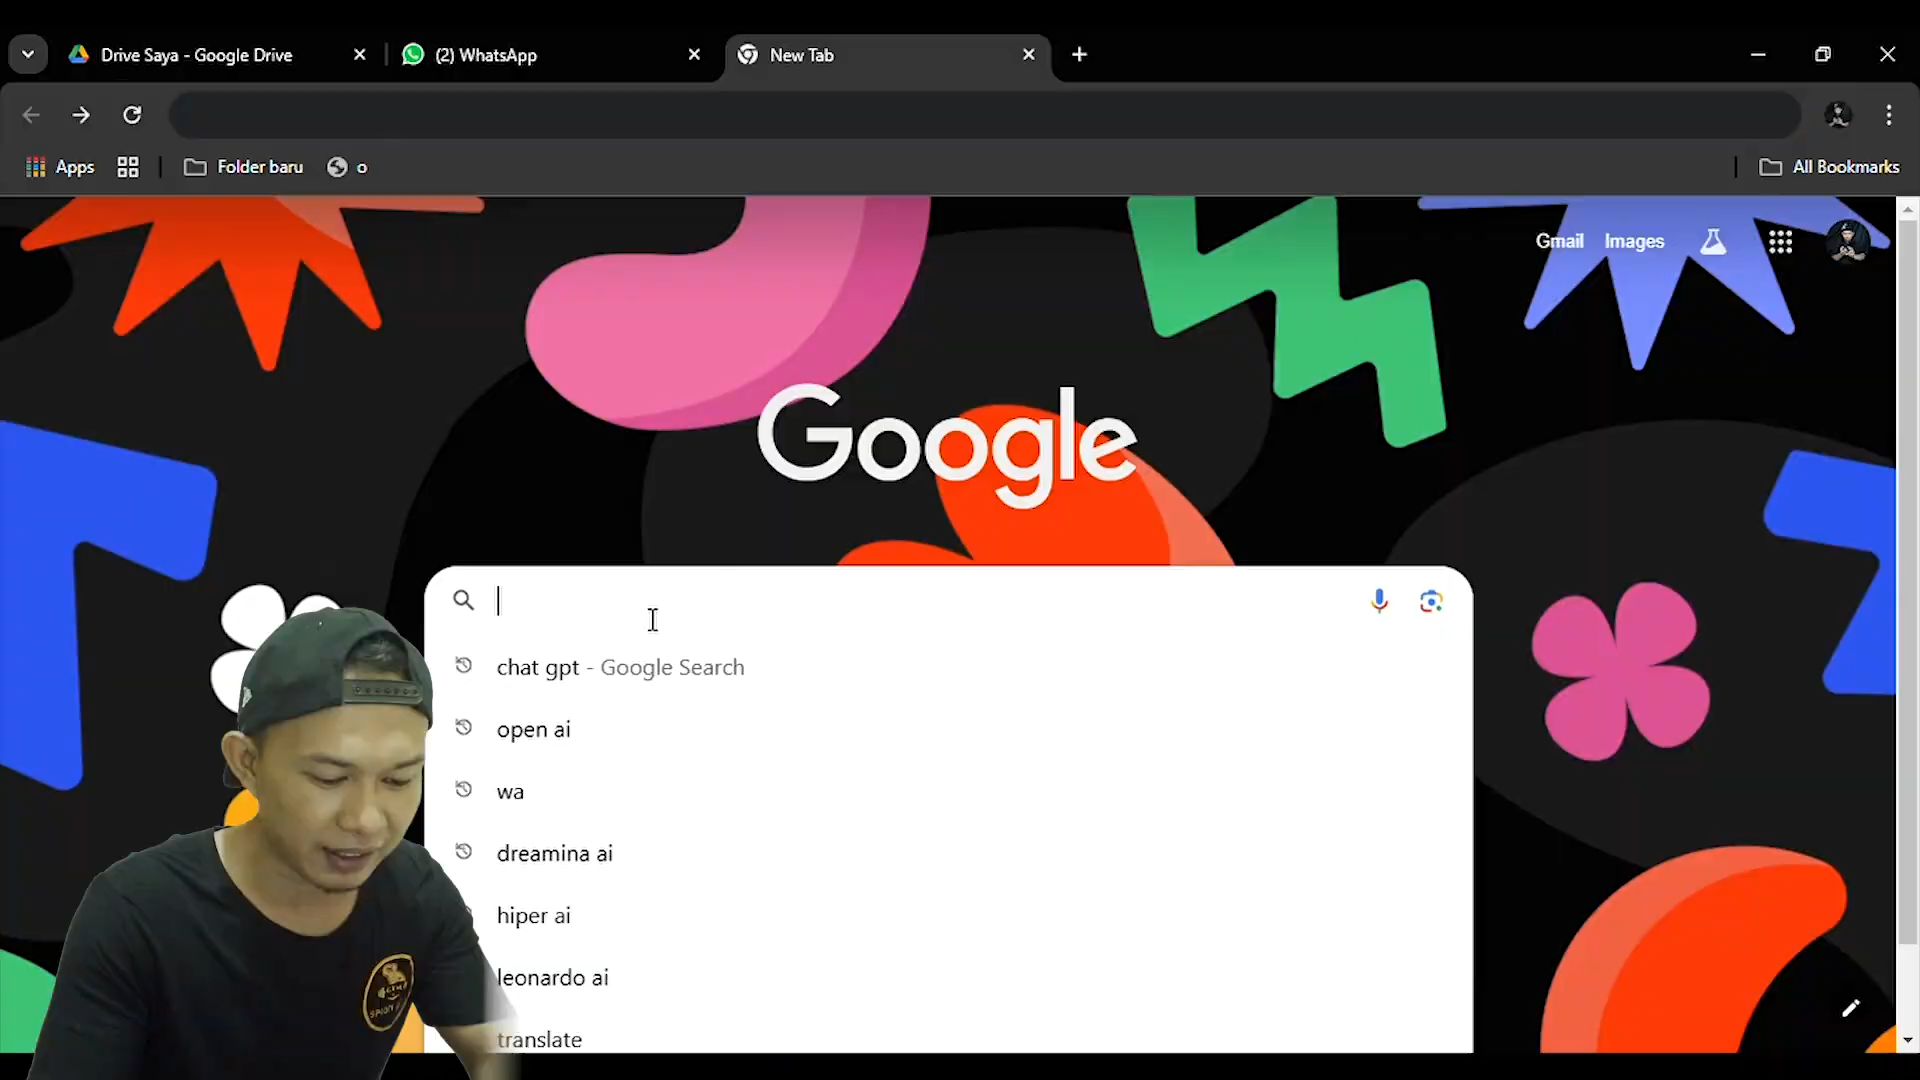 Drive Saya - Google Drive
(2) WhatsApp
New Tab
Apps
Folder baru
o
All Bookmarks
Gmail
Images
Google
chat gpt - Google Search
open ai
wa
dreamina ai
hiper ai
leonardo ai
translate